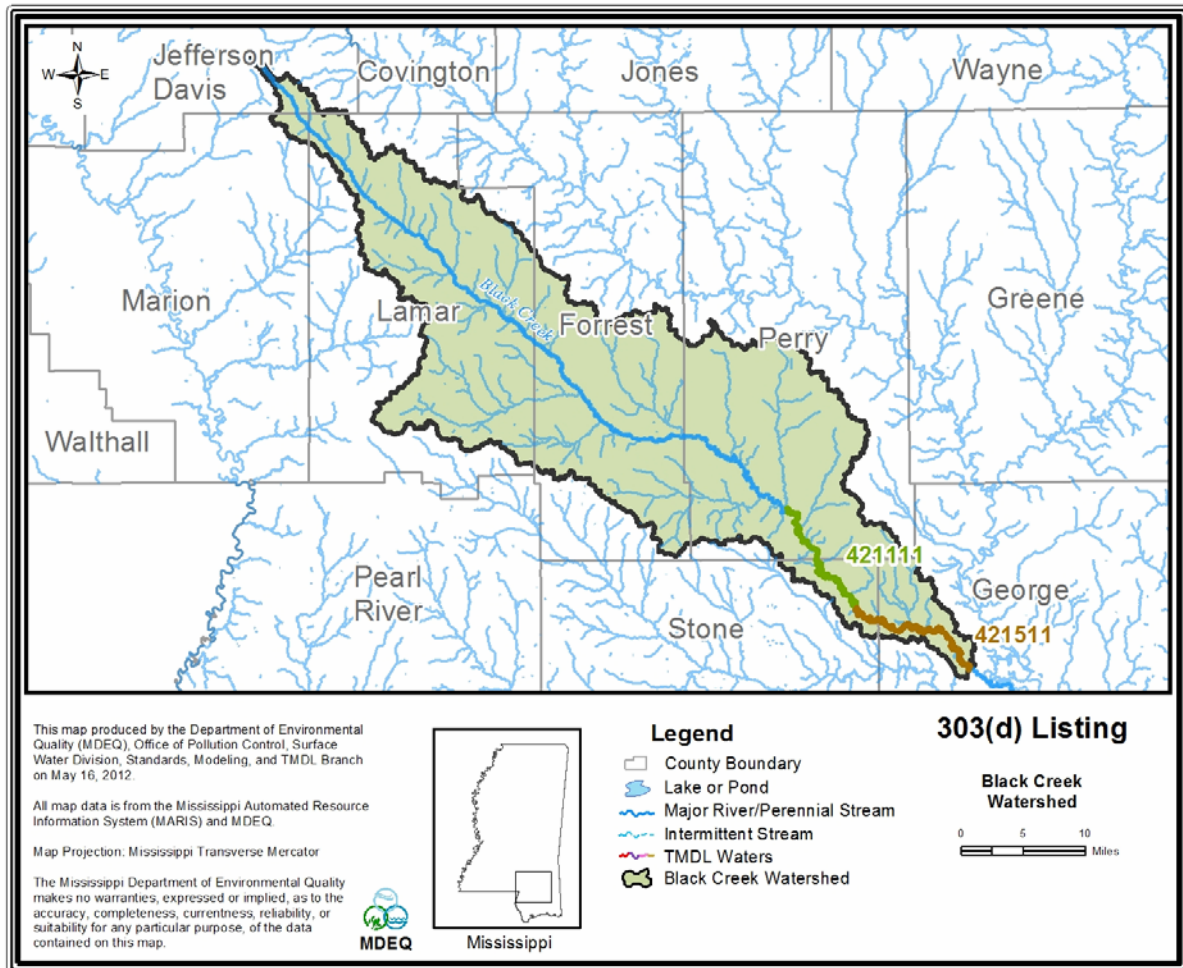 N
W E
S
Jefferson
Davis
Covington
Jones
Wayne
Marion
Lamar
Black Creek
Forrest
Perry
Greene
Walthall
Pearl
River
Stone
George
421111
421511
This map produced by the Department of Environmental
Quality (MDEQ), Office of Pollution Control, Surface
Water Division, Standards, Modeling, and TMDL Branch
on May 16, 2012.
All map data is from the Mississippi Automated Resource
Information System (MARIS) and MDEQ.
Map Projection: Mississippi Transverse Mercator
The Mississippi Department of Environmental Quality
makes no warranties, expressed or implied, as to the
accuracy, completeness, currentness, reliability, or
suitability for any particular purpose, of the data
contained on this map.
MDEQ
Mississippi
Legend
County Boundary
Lake or Pond
Major River/Perennial Stream
Intermittent Stream
TMDL Waters
Black Creek Watershed
303(d) Listing
Black Creek
Watershed
0 5 10
Miles